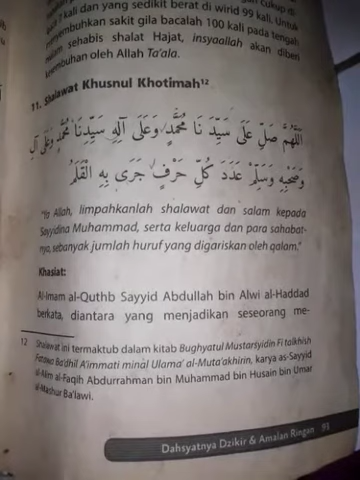 7 kali dan yang sedikit berat di wirid 99 kali. Untuk
menyembuhkan sakit gila bacalah 100 kali pada tengah
malam sehabis shalat Hajat, insyaallah akan diberi
kesembuhan oleh Allah Ta'ala.
11. Shalawat Khusnul Khotimah¹²
اَللّٰهُمَّ صَلِّ عَلَى سَيِّدِ نَا مُحَمَّدٍ وَعَلَى آلِهِ سَيِّدِنَا مُحَمَّدٍ وَعَلَى آلِ
وَصَحْبِهِ وَسَلِّمْ عَدَدَ كُلِّ حَرْفٍ جَرَى بِهِ الْقَلَمُ
"Ya Allah, limpahkanlah shalawat dan salam kepada
Sayyidina Muhammad, serta keluarga dan para sahabat-
nya, sebanyak jumlah huruf yang digariskan oleh qalam."
Khasiat:
Al-Imam al-Quthb Sayyid Abdullah bin Alwi al-Haddad
berkata, diantara yang menjadikan seseorang me-
12 Shalawat ini termaktub dalam kitab Bughyatul Mustarsyidin Fi talkhish
Fatawa Ba'dhil A'immati minal Ulama' al-Muta'akhirin, karya as-Sayyid
al-Alim al-Faqih Abdurrahman bin Muhammad bin Husain bin Umar
al-Mashur Ba'lawi.
Dahsyatnya Dzikir & Amalan Ringan 93